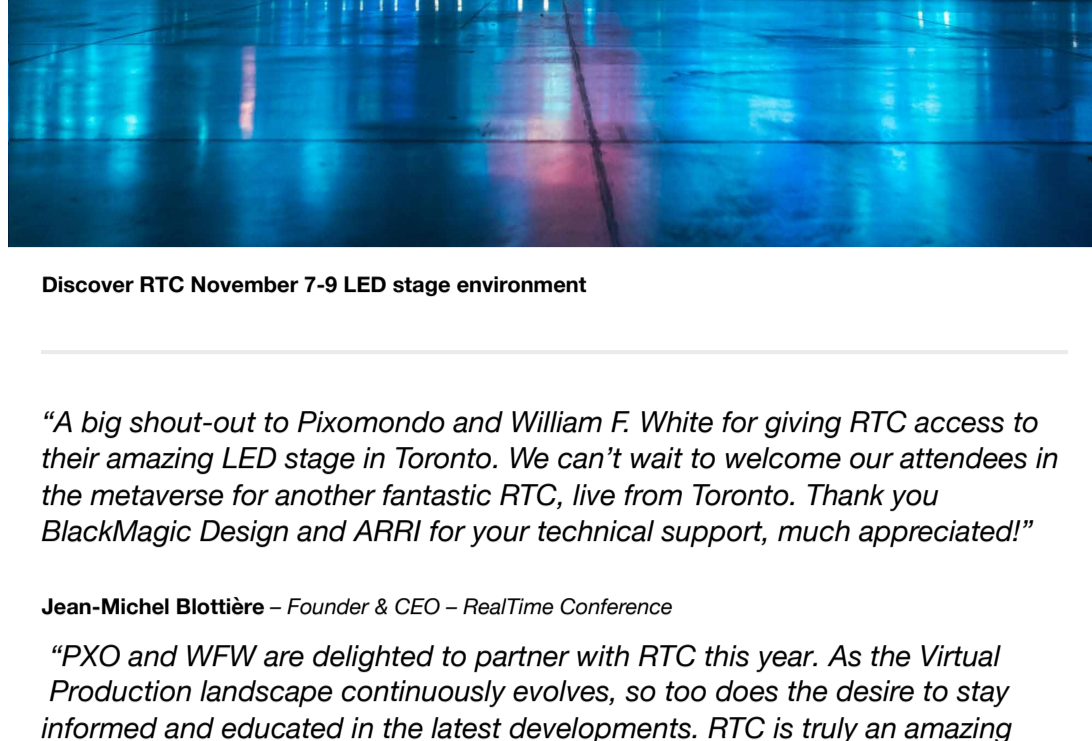 Discover RTC November 7-9 LED stage environment
“A big shout-out to Pixomondo and William F. White for giving RTC access to
their amazing LED stage in Toronto. We can’t wait to welcome our attendees in
the metaverse for another fantastic RTC, live from Toronto. Thank you
BlackMagic Design and ARRI for your technical support, much appreciated!”
Jean-Michel Blottière – Founder & CEO – RealTime Conference
“PXO and WFW are delighted to partner with RTC this year. As the Virtual
Production landscape continuously evolves, so too does the desire to stay
informed and educated in the latest developments. RTC is truly an amazing